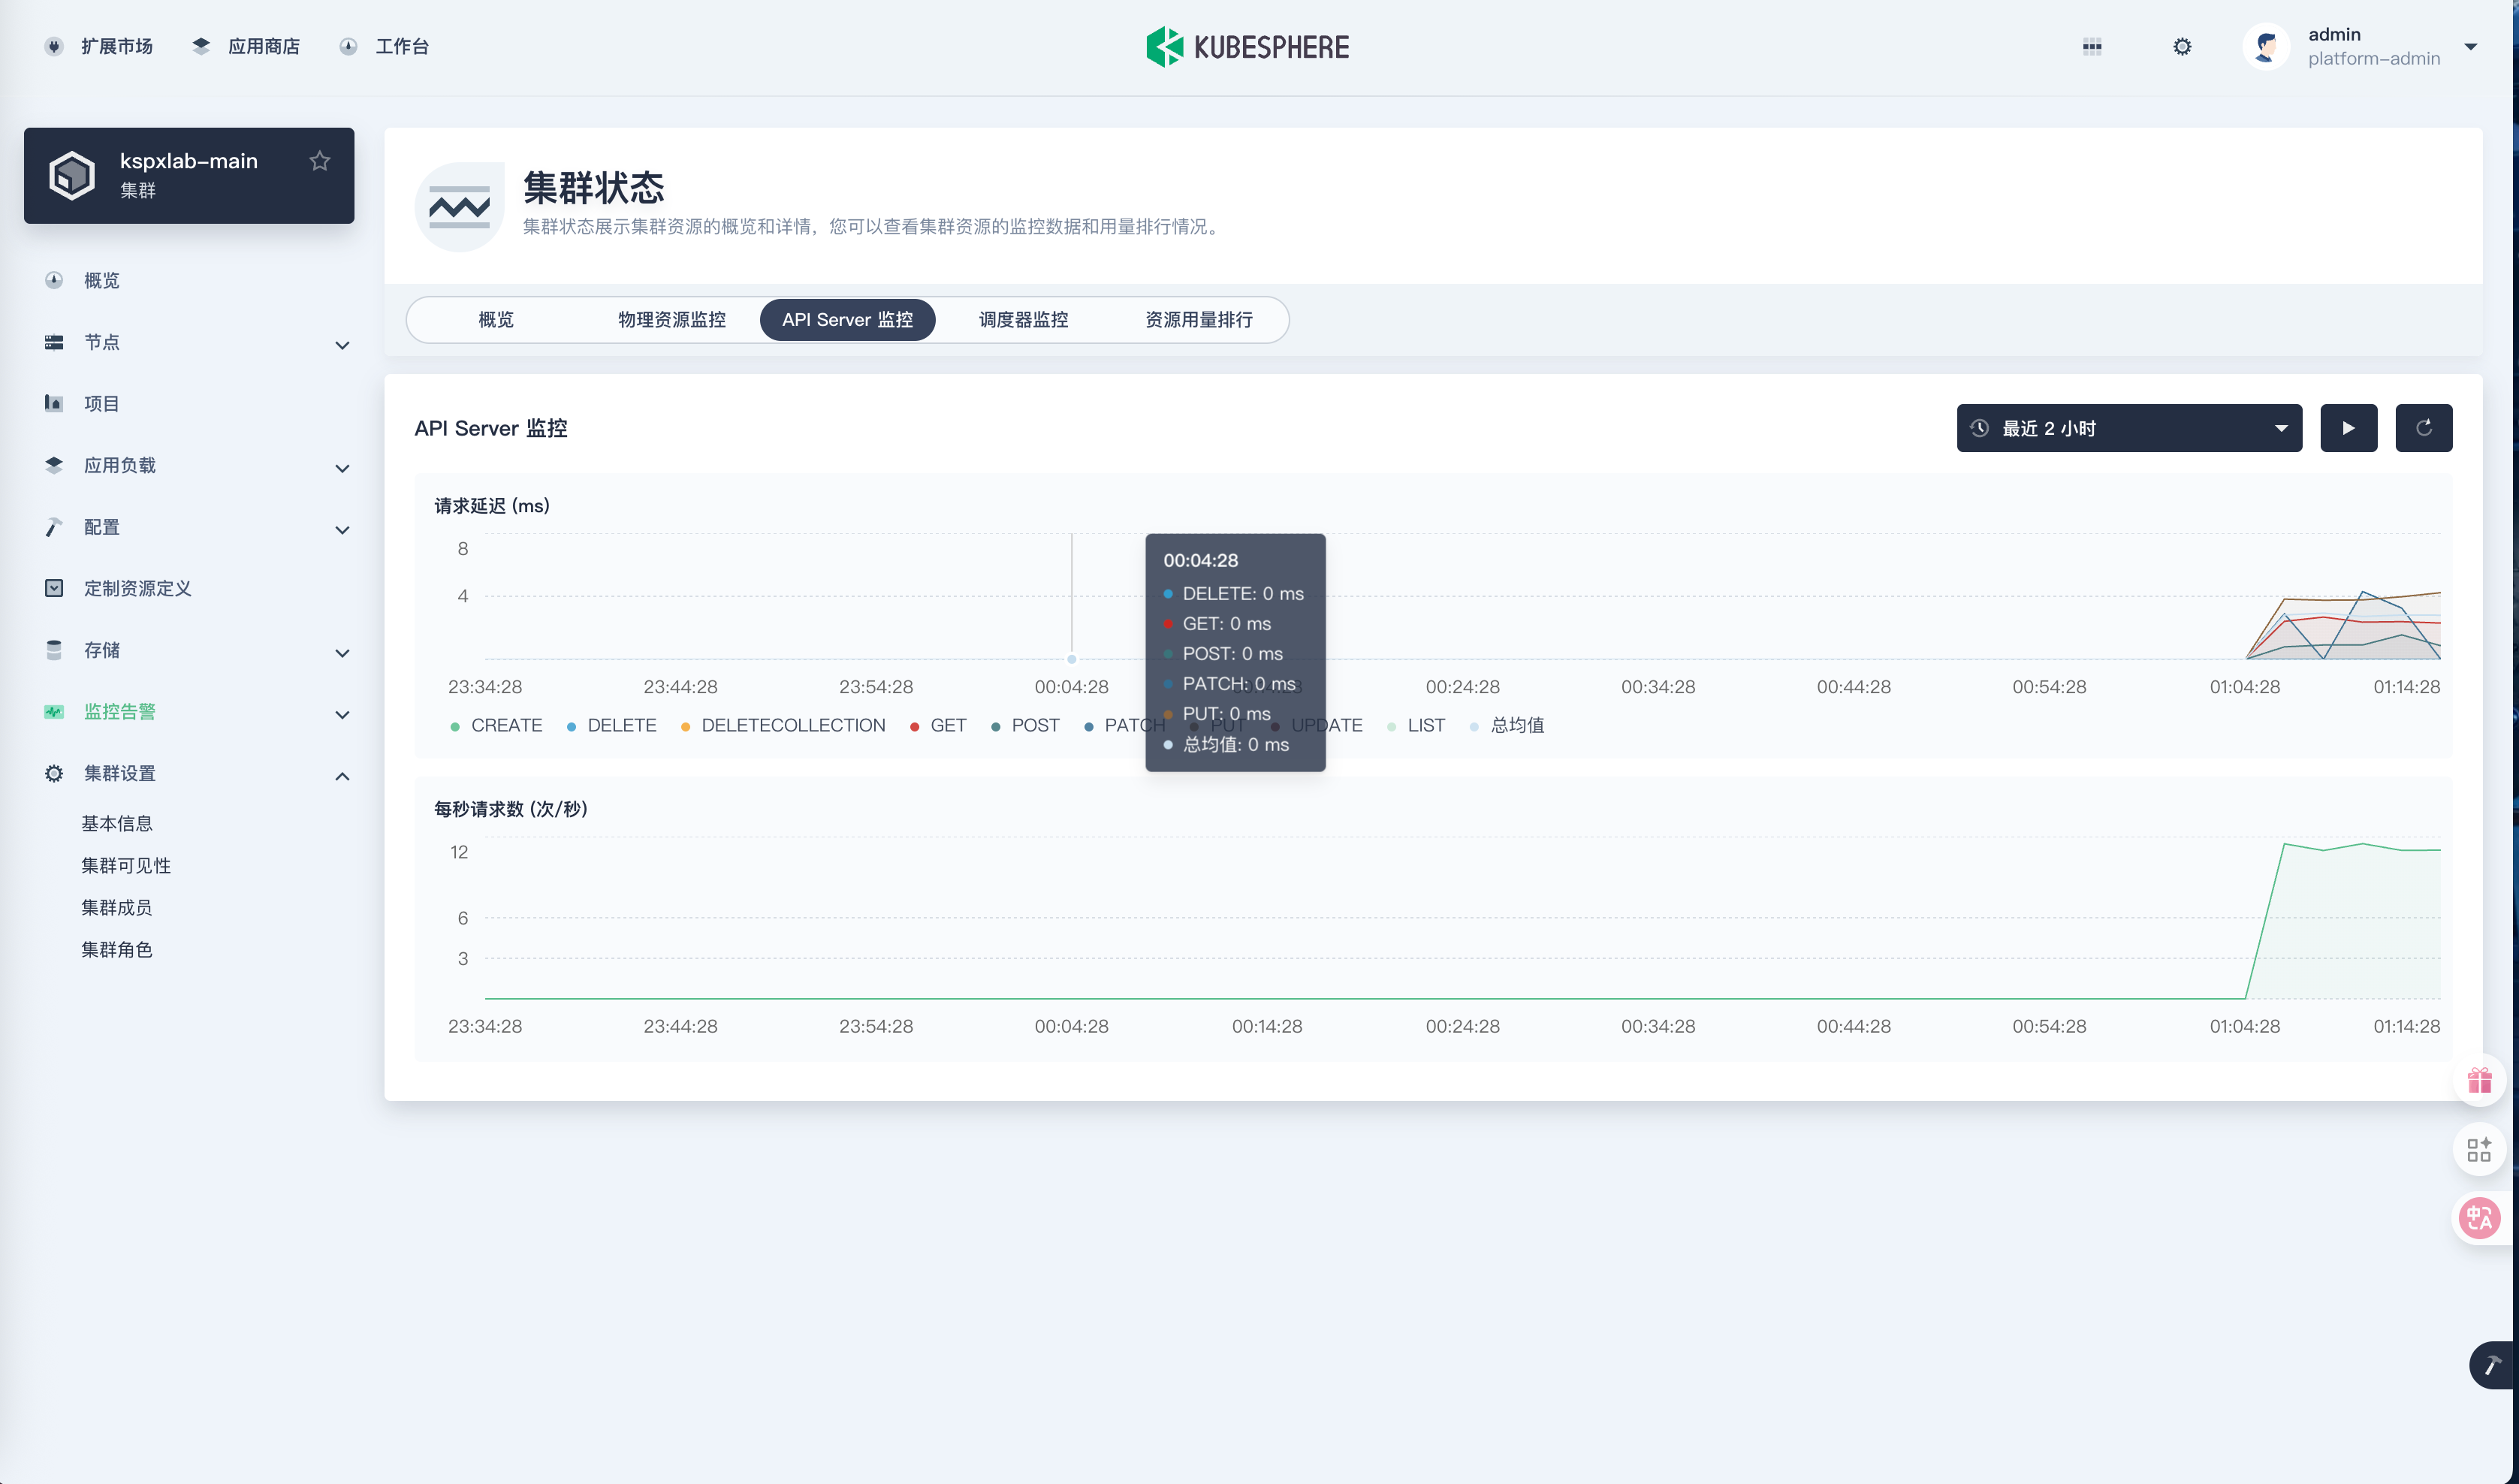 扩展市场
应用商店
工作台
KUBESPHERE
admin
platform-admin
kspxlab-main
集群
概览
节点
项目
应用负载
配置
定制资源定义
存储
监控告警
集群设置
基本信息
集群可见性
集群成员
集群角色
集群状态
集群状态展示集群资源的概览和详情，您可以查看集群资源的监控数据和用量排行情况。
概览
物理资源监控
API Server 监控
调度器监控
资源用量排行
API Server 监控
最近 2 小时
请求延迟 (ms)
8
4
00:04:28
DELETE: 0 ms
GET: 0 ms
POST: 0 ms
PATCH: 0 ms
PUT: 0 ms
总均值: 0 ms
23:34:28 23:44:28 23:54:28 00:04:28 00:24:28 00:34:28 00:44:28 00:54:28 01:04:28 01:14:28
CREATE DELETE DELETECOLLECTION GET POST PATCH PUT UPDATE LIST 总均值
每秒请求数 (次/秒)
12
6
3
23:34:28 23:44:28 23:54:28 00:04:28 00:14:28 00:24:28 00:34:28 00:44:28 00:54:28 01:04:28 01:14:28
中A